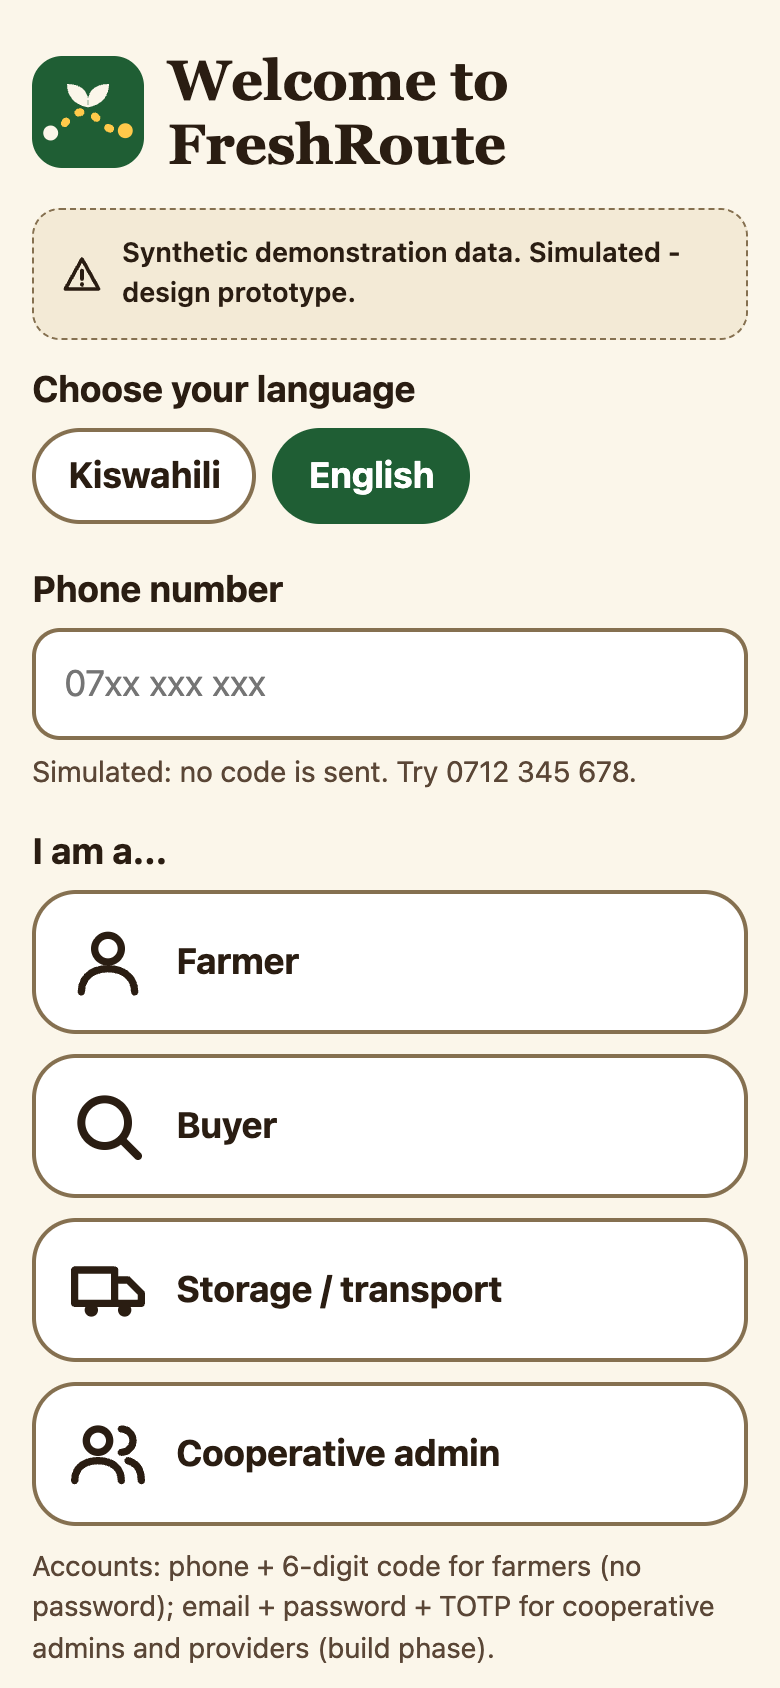 Welcome to
FreshRoute
Synthetic demonstration data. Simulated -
design prototype.
Choose your language
Kiswahili
English
Phone number
07xx xxx xxx
Simulated: no code is sent. Try 0712 345 678.
I am a...
Farmer
Buyer
Storage / transport
Cooperative admin
Accounts: phone + 6-digit code for farmers (no
password); email + password + TOTP for cooperative
admins and providers (build phase).